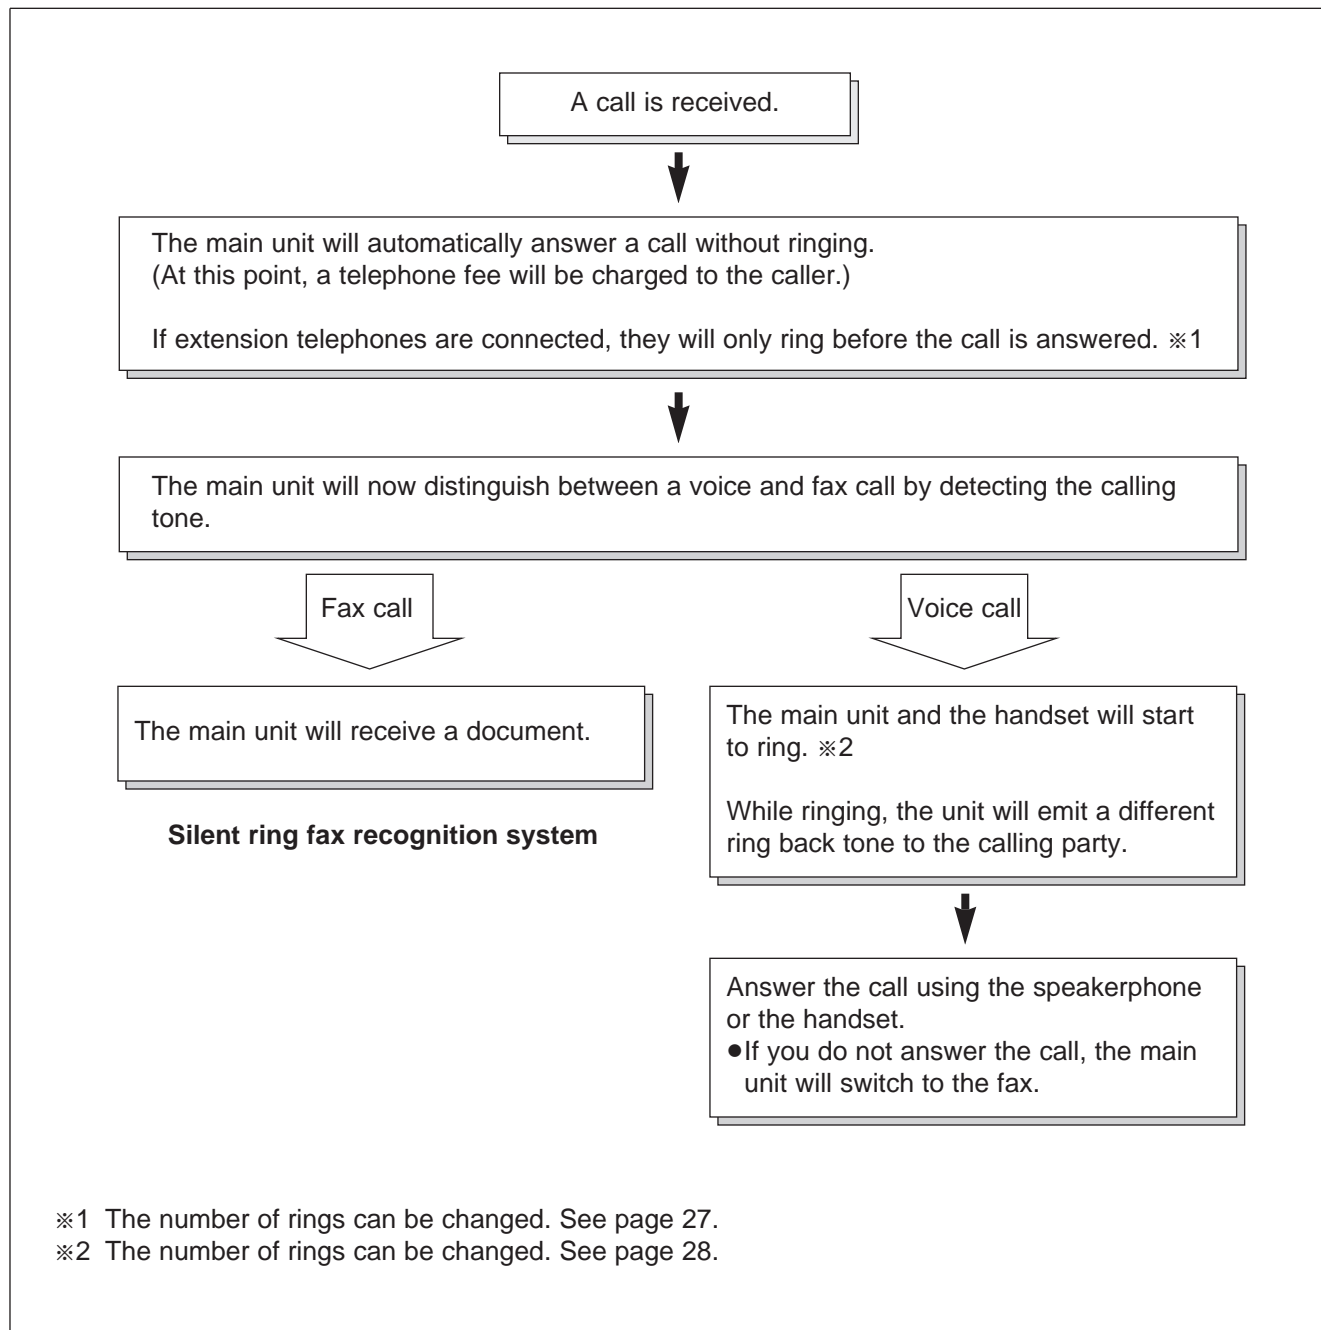 A call is received.
The main unit will automatically answer a call without ringing.
(At this point, a telephone fee will be charged to the caller.)
If extension telephones are connected, they will only ring before the call is answered. ※1
The main unit will now distinguish between a voice and fax call by detecting the calling
tone.
Fax call
Voice call
The main unit will receive a document.
Silent ring fax recognition system
The main unit and the handset will start
to ring. ※2
While ringing, the unit will emit a different
ring back tone to the calling party.
Answer the call using the speakerphone
or the handset.
●If you do not answer the call, the main
unit will switch to the fax.
※1 The number of rings can be changed. See page 27.
※2 The number of rings can be changed. See page 28.